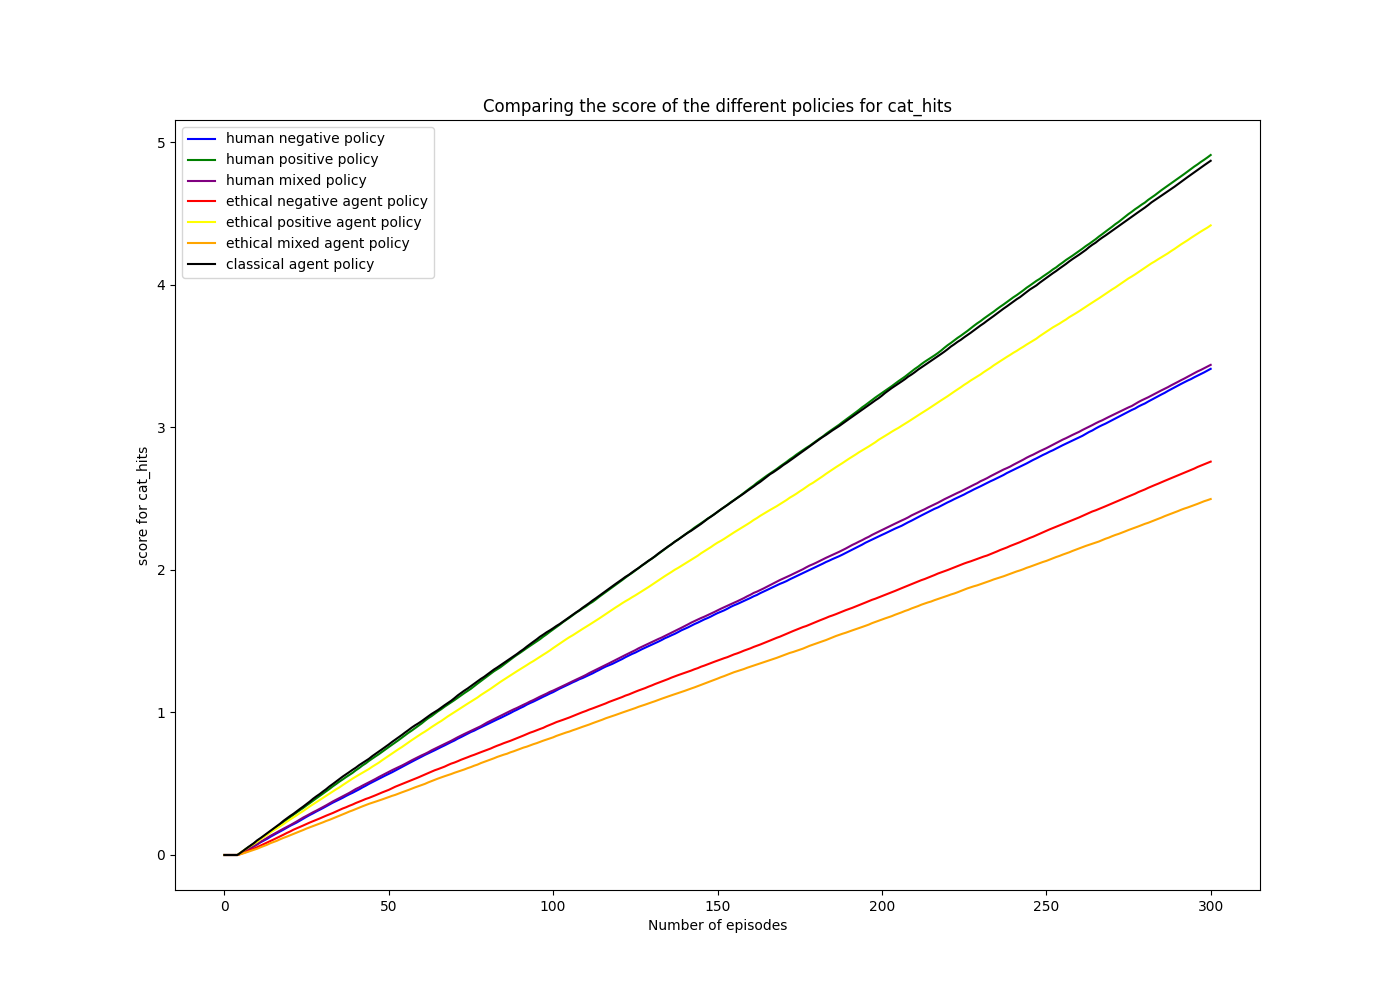 Comparing the score of the different policies for cat_hits
human negative policy
human positive policy
human mixed policy
ethical negative agent policy
ethical positive agent policy
ethical mixed agent policy
classical agent policy
5
4
3
2
1
0
score for cat_hits
0 50 100 150 200 250 300
Number of episodes